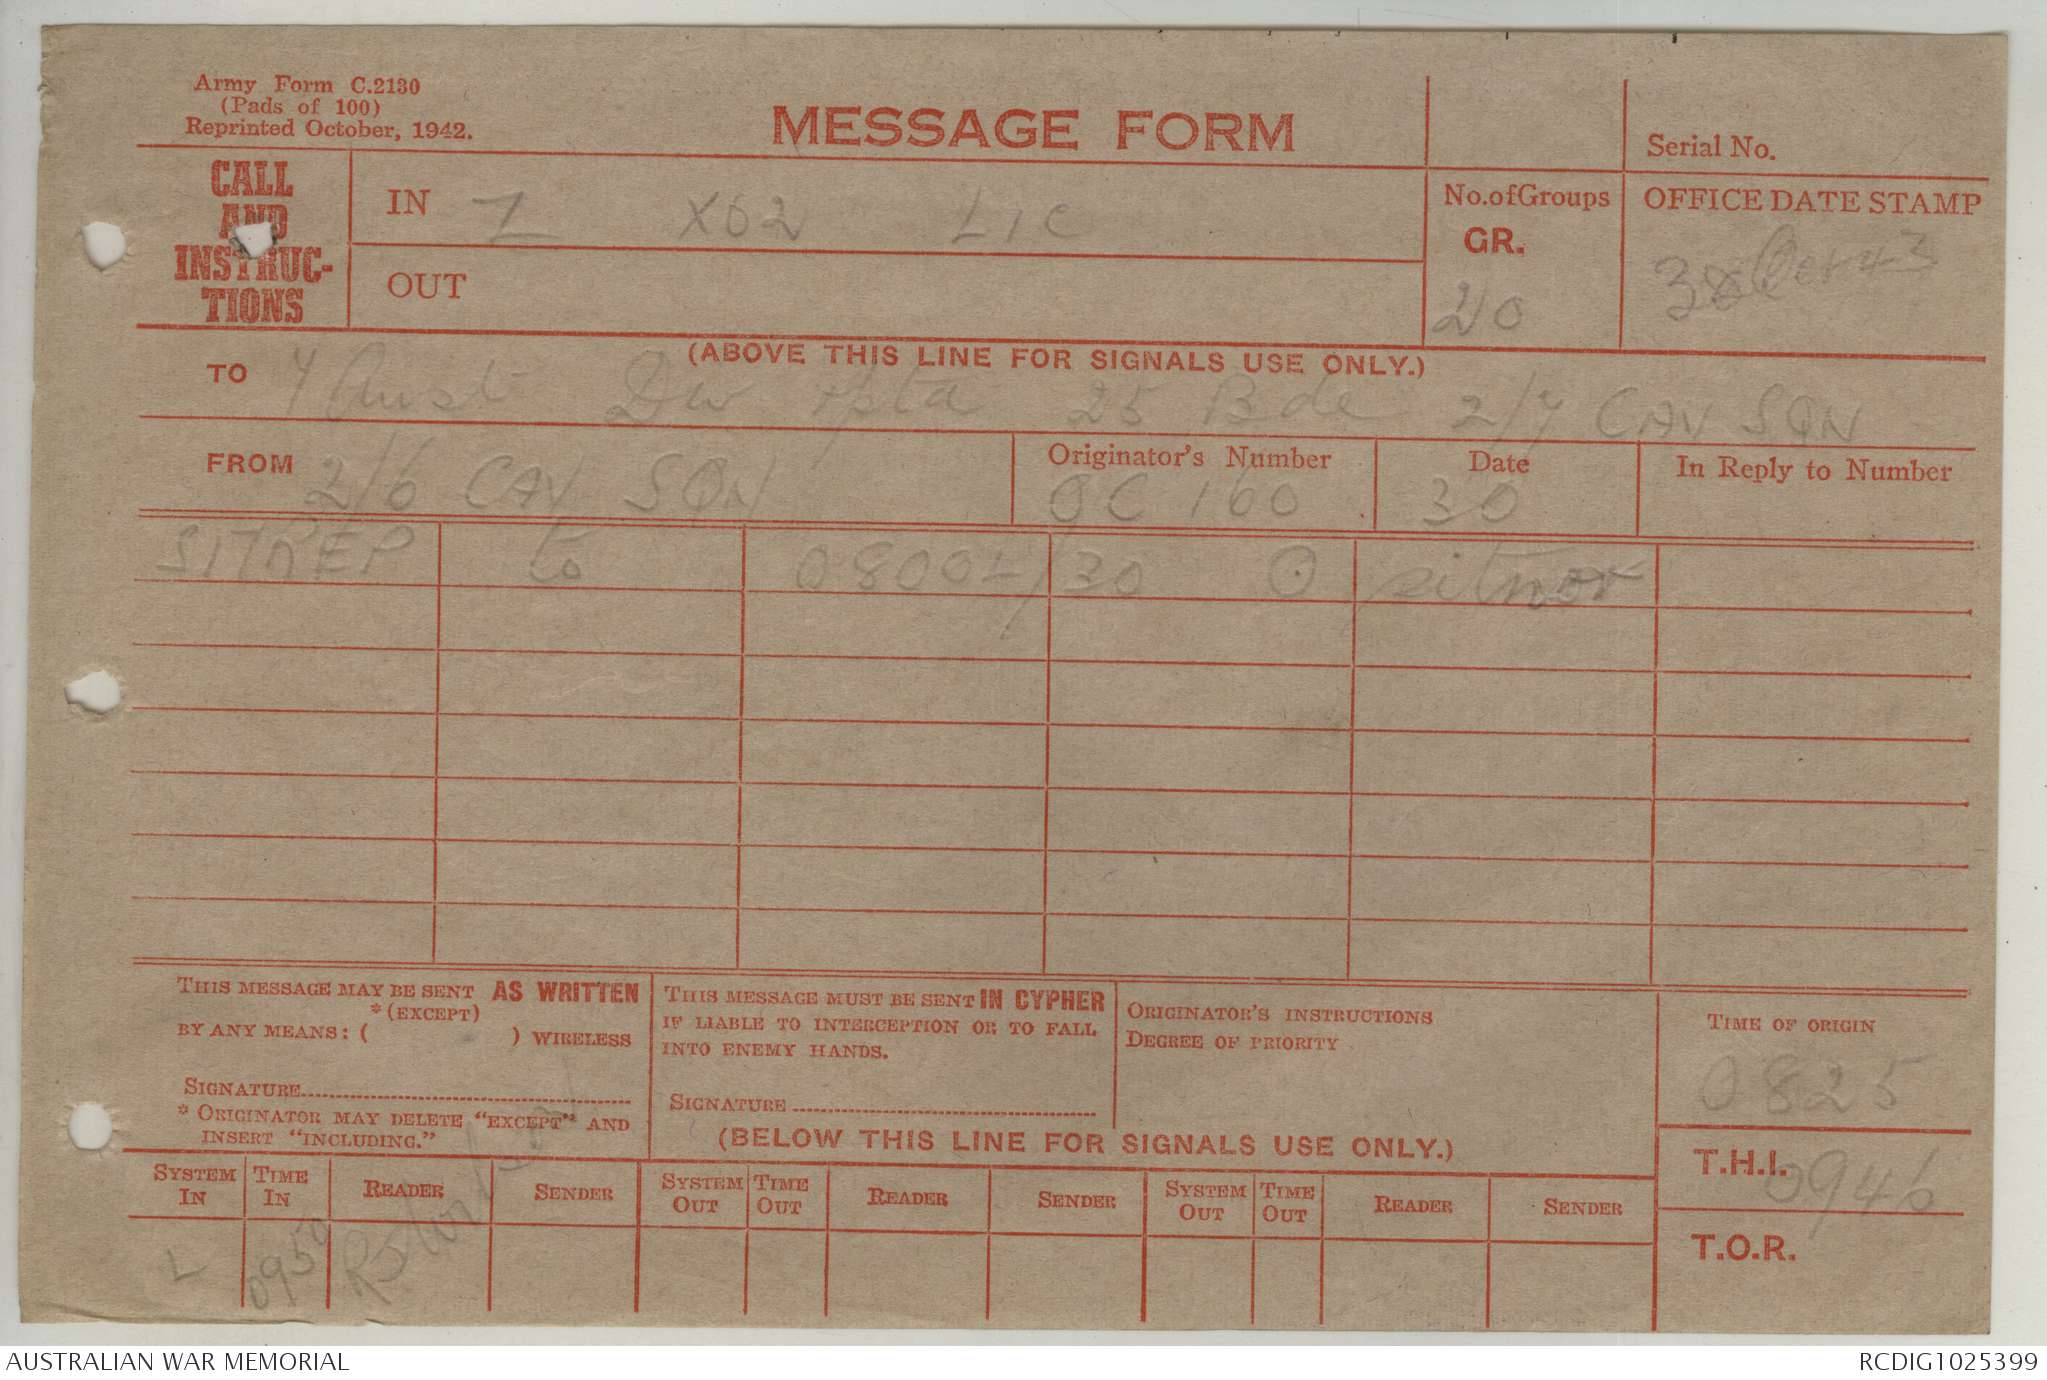 Army Form C.2130
(Pads of 100)
Reprinted October, 1942.
MESSAGE FORM
Serial No.
CALL AND INSTRUC-TIONS
IN Z X02 LIC
OUT
No. of Groups
GR.
20
OFFICE DATE STAMP
30 Oct 43
(ABOVE THIS LINE FOR SIGNALS USE ONLY.)
TO 7 Aust Div rptd 25 Bde 2/7 CAV SQN
FROM 2/6 CAV SQN
Originator's Number
OC 160
Date
30
In Reply to Number
SITREP to 0800L/30 O sitnor
THIS MESSAGE MAY BE SENT AS WRITTEN
*(EXCEPT)
BY ANY MEANS: ( ) WIRELESS
SIGNATURE
* ORIGINATOR MAY DELETE "EXCEPT" AND
INSERT "INCLUDING."
THIS MESSAGE MUST BE SENT IN CYPHER
IF LIABLE TO INTERCEPTION OR TO FALL
INTO ENEMY HANDS.
SIGNATURE
ORIGINATOR'S INSTRUCTIONS
DEGREE OF PRIORITY
TIME OF ORIGIN
0825
(BELOW THIS LINE FOR SIGNALS USE ONLY.)
T.H.I. 0946
T.O.R.
SYSTEM IN TIME IN READER SENDER SYSTEM OUT TIME OUT READER SENDER SYSTEM OUT TIME OUT READER SENDER
L 0950
AUSTRALIAN WAR MEMORIAL
RCDIG1025399